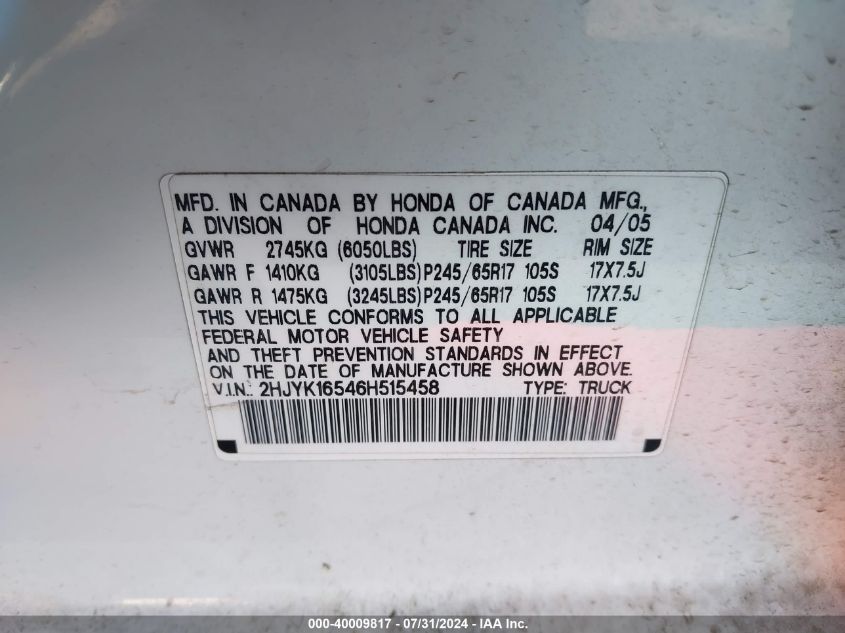 MFD. IN CANADA BY HONDA OF CANADA MFG.,
A DIVISION OF HONDA CANADA INC. 04/05
GVWR 2745KG (6050LBS) TIRE SIZE RIM SIZE
GAWR F 1410KG (3105LBS) P245/65R17 105S 17X7.5J
GAWR R 1475KG (3245LBS) P245/65R17 105S 17X7.5J
THIS VEHICLE CONFORMS TO ALL APPLICABLE
FEDERAL MOTOR VEHICLE SAFETY
AND THEFT PREVENTION STANDARDS IN EFFECT
ON THE DATE OF MANUFACTURE SHOWN ABOVE.
V.I.N.: 2HJYK16546H515458 TYPE: TRUCK
000-40009817 - 07/31/2024 - IAA Inc.